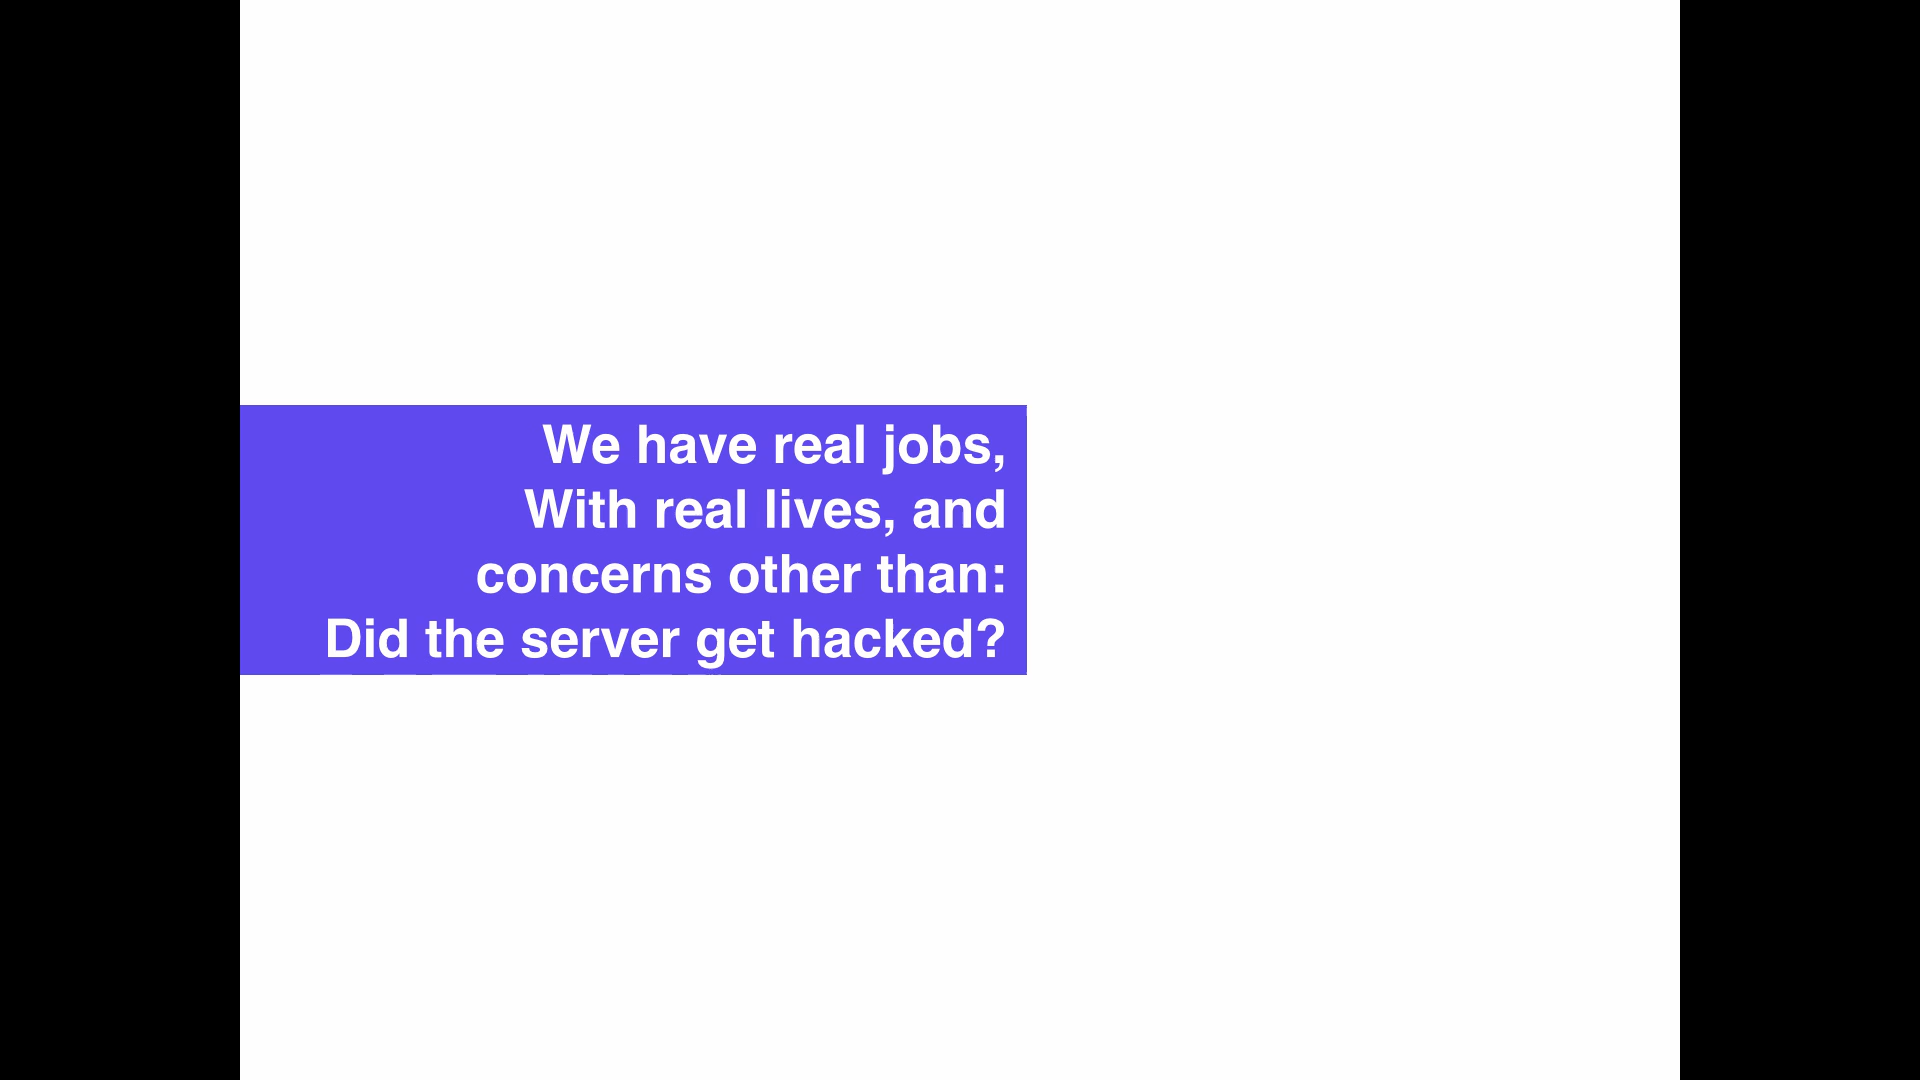 We have real jobs,
With real lives, and
concerns other than:
Did the server get hacked?